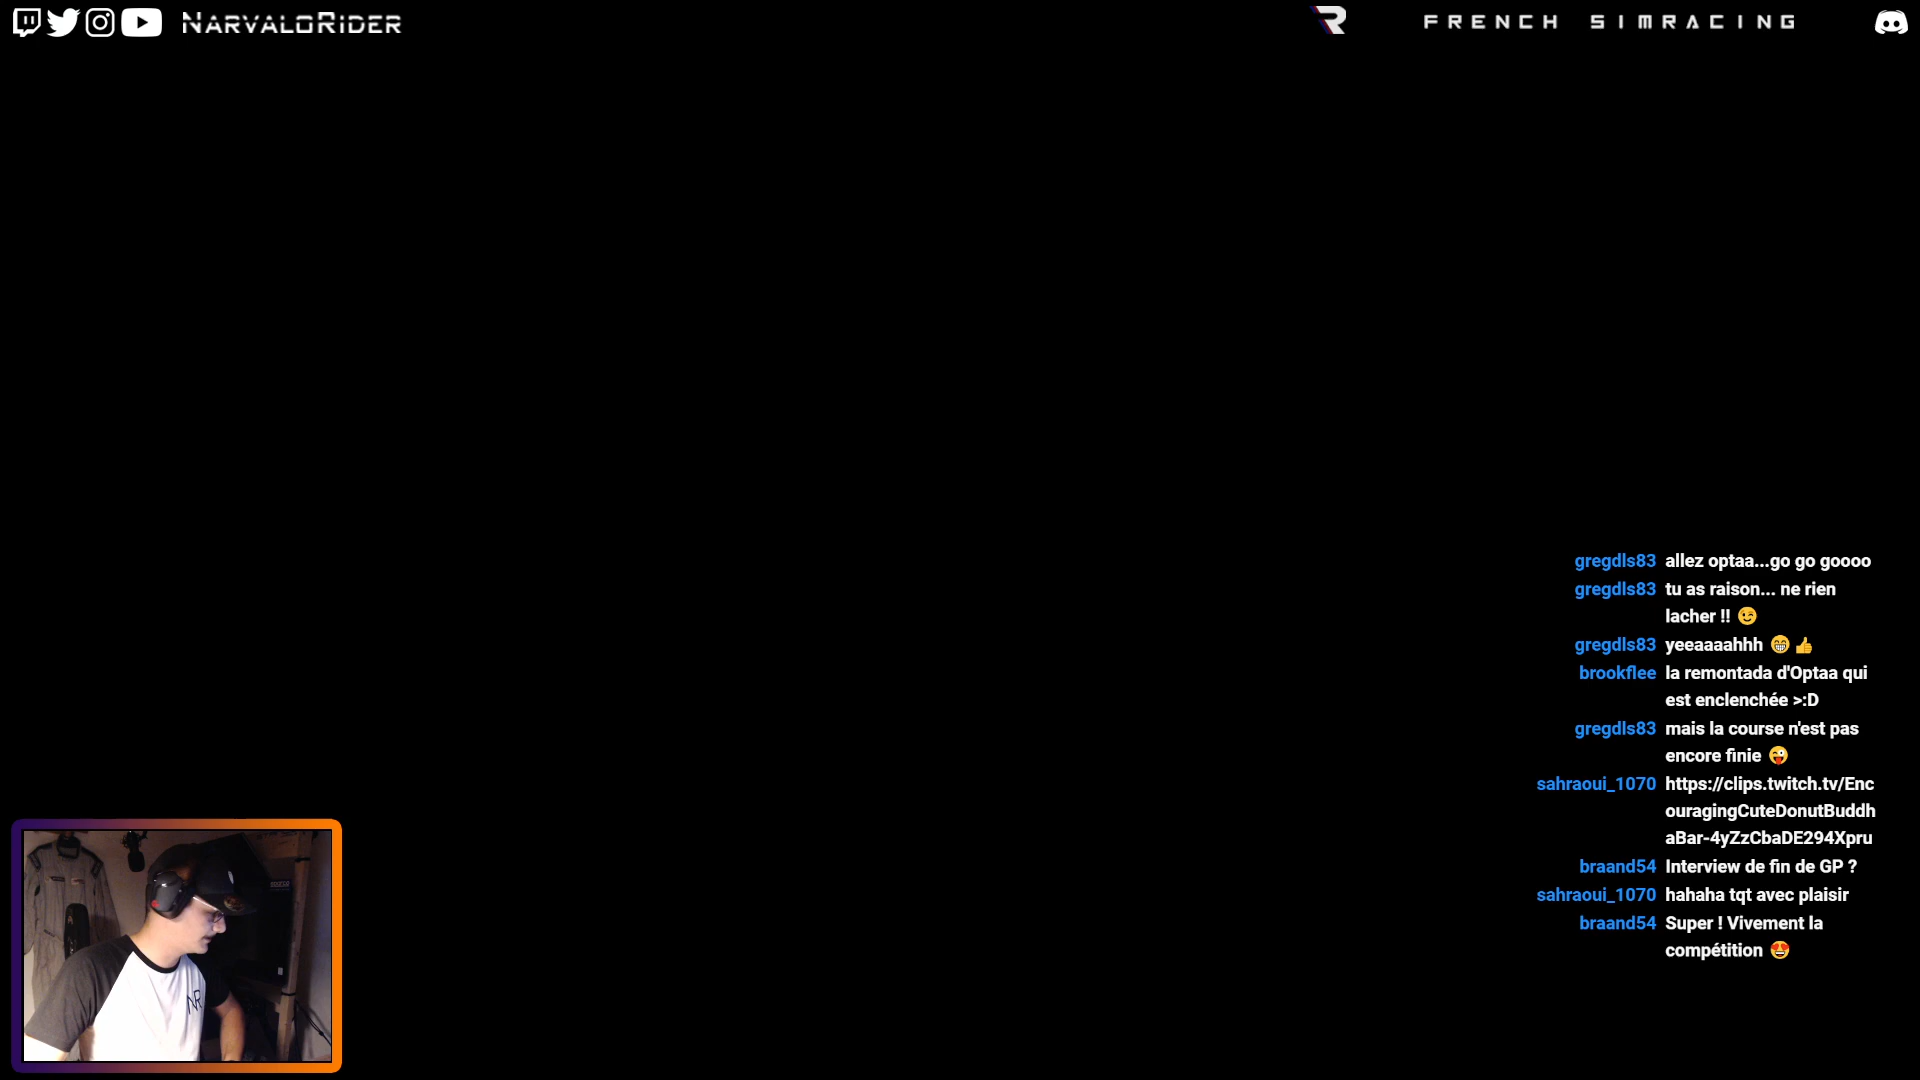 NARVALORIDER
FRENCH SIMRACING
gregdls83 allez optaa...go go goooo
gregdls83 tu as raison... ne rien
lacher !! 😉
gregdls83 yeeaaaahhh 😁👍
brookflee la remontada d'Optaa qui
est enclenchée >:D
gregdls83 mais la course n'est pas
encore finie 😜
sahraoui_1070 https://clips.twitch.tv/Enc
ouragingCuteDonutBuddh
aBar-4yZzCbaDE294Xpru
braand54 Interview de fin de GP ?
sahraoui_1070 hahaha tqt avec plaisir
braand54 Super ! Vivement la
compétition 😍
NR